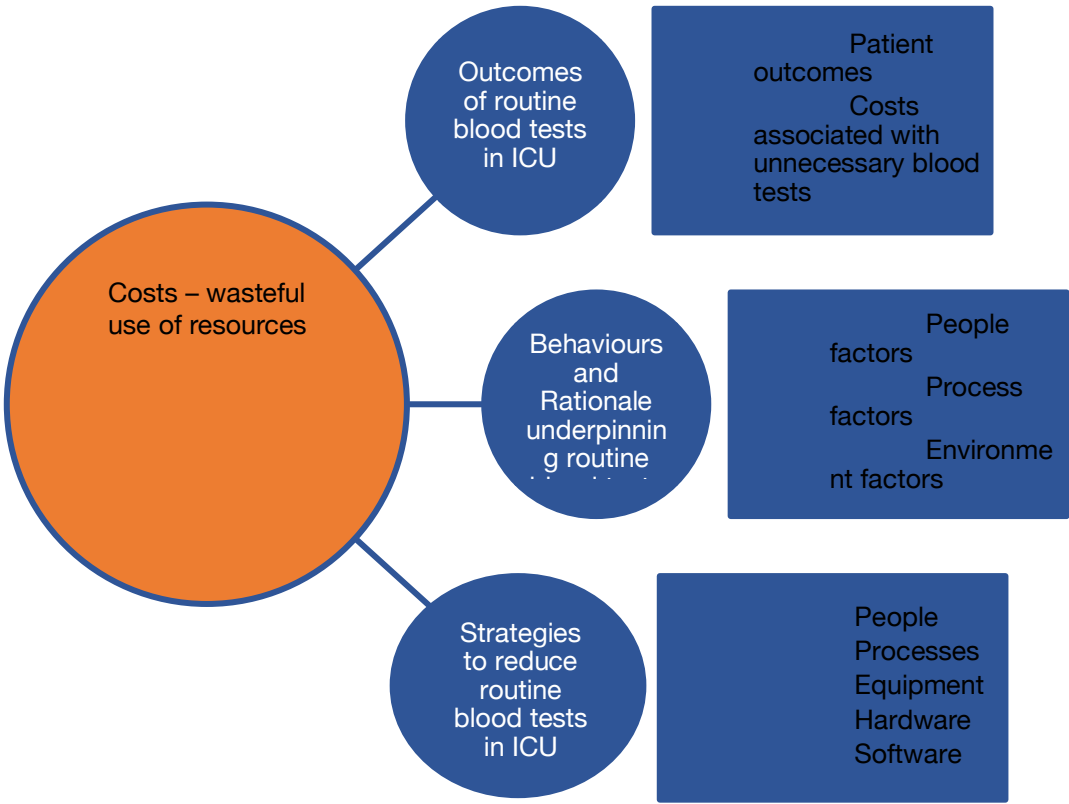 Outcomes
of routine
blood tests
in ICU
Patient
outcomes
Costs
associated with
unnecessary blood
tests
Costs – wasteful
use of resources
Behaviours
and
Rationale
underpinnin
g routine
People
factors
Process
factors
Environme
nt factors
Strategies
to reduce
routine
blood tests
in ICU
People
Processes
Equipment
Hardware
Software